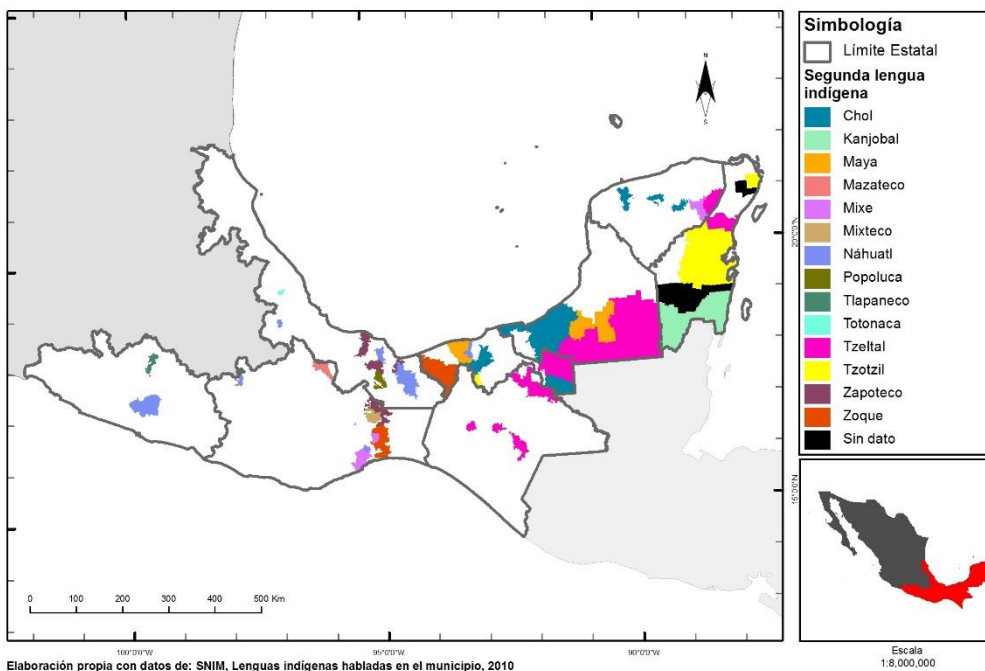 Simbología
Límite Estatal
Segunda lengua
indígena
Chol
Kanjobal
Maya
Mazateco
Mixe
Mixteco
Náhuatl
Popoluca
Tlapaneco
Totonaca
Tzeltal
Tzotzil
Zapoteco
Zoque
Sin dato
N
S
20°0'0"N
15°0'0"N
0 50 100 200 300 400 500 Km
100°0'0"W
95°0'0"W
90°0'0"W
Escala
1:8,000,000
Elaboración propia con datos de: SNIM, Lenguas indígenas habladas en el municipio, 2010